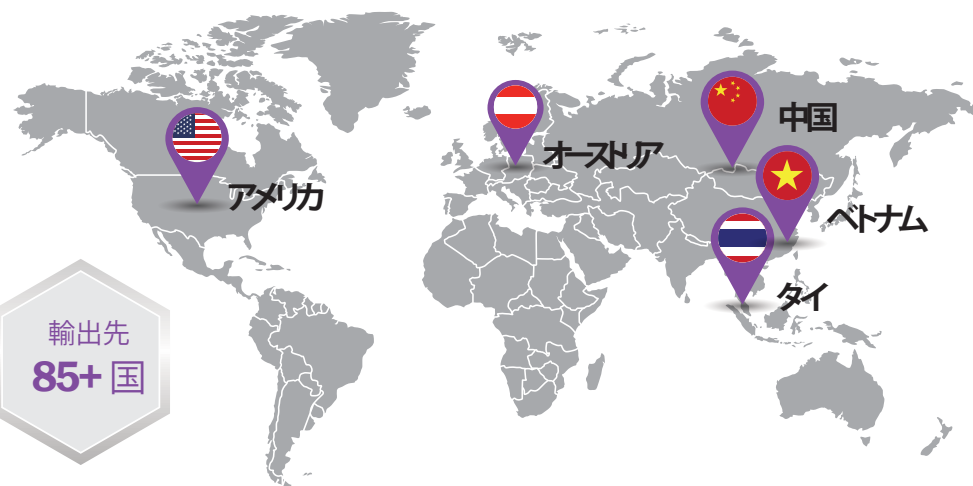 中国
オーストリア
アメリカ
ベトナム
タイ
輸出先
85+ 国